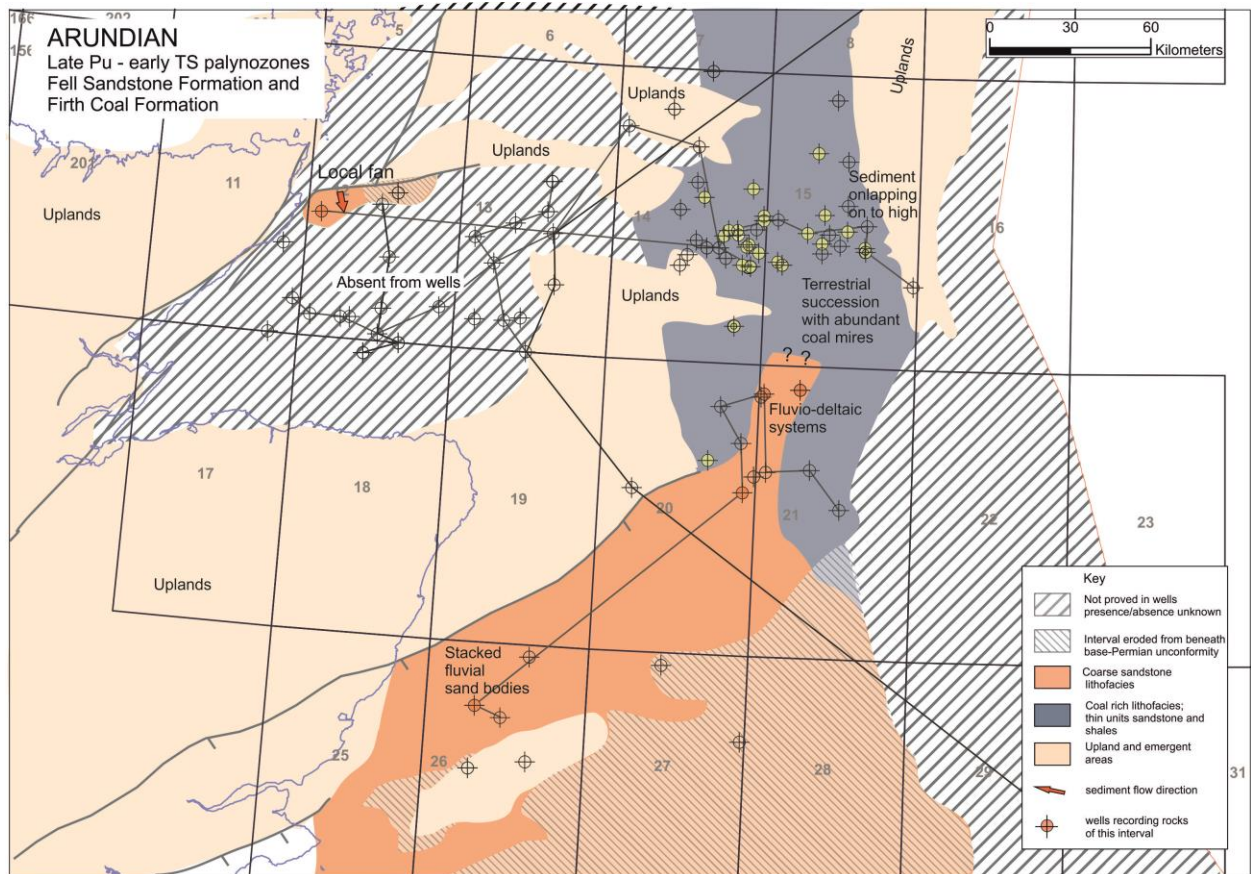 ARUNDIAN
Late Pu - early TS palynozones
Fell Sandstone Formation and
Firth Coal Formation
166
202
156
201
5
6
7
8
0
30
60
Kilometers
Uplands
Uplands
Uplands
11
Local fan
Uplands
12
13
14
15
Sediment
onlapping
on to high
16
Absent from wells
Uplands
Terrestrial
succession
with abundant
coal mires
? ?
Fluvio-deltaic
systems
17
18
19
20
21
22
23
Uplands
Stacked
fluvial
sand bodies
25
26
27
28
29
31
Key
Not proved in wells
presence/absence unknown
Interval eroded from beneath
base-Permian unconformity
Coarse sandstone
lithofacies
Coal rich lithofacies;
thin units sandstone and
shales
Upland and emergent
areas
sediment flow direction
wells recording rocks
of this interval